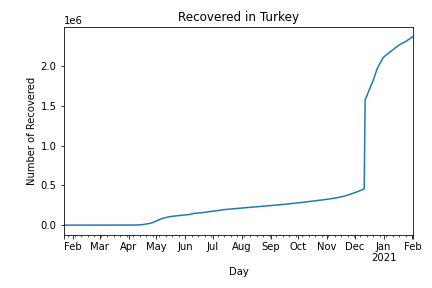 Recovered in Turkey
1e6
2.0
1.5
1.0
0.5
0.0
Number of Recovered
Feb Mar Apr May Jun Jul Aug Sep Oct Nov Dec Jan Feb
2021
Day